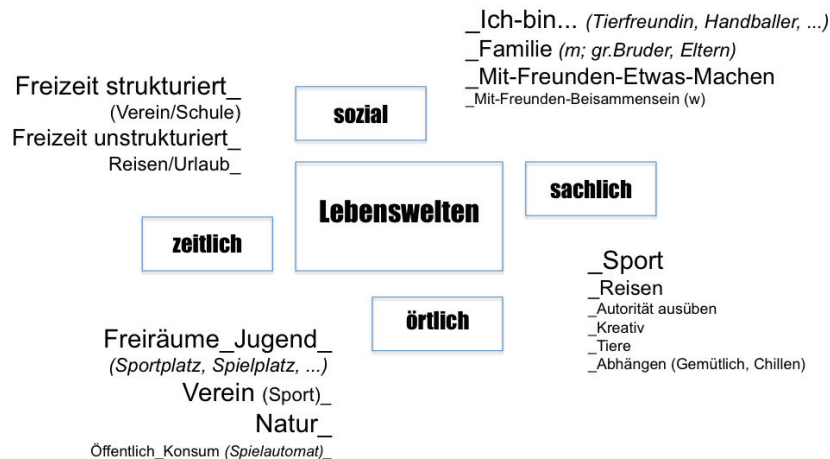 _Ich-bin... (Tierfreundin, Handballer, ...)
_Familie (m; gr.Bruder, Eltern)
_Mit-Freunden-Etwas-Machen
_Mit-Freunden-Beisammensein (w)
Freizeit strukturiert_
(Verein/Schule)
Freizeit unstrukturiert_
Reisen/Urlaub_
sozial
Lebenswelten
sachlich
zeitlich
örtlich
_Sport
_Reisen
_Autorität ausüben
_Kreativ
_Tiere
_Abhängen (Gemütlich, Chillen)
Freiräume_Jugend_
(Sportplatz, Spielplatz, ...)
Verein (Sport)_
Natur_
Öffentlich_Konsum (Spielautomat)_